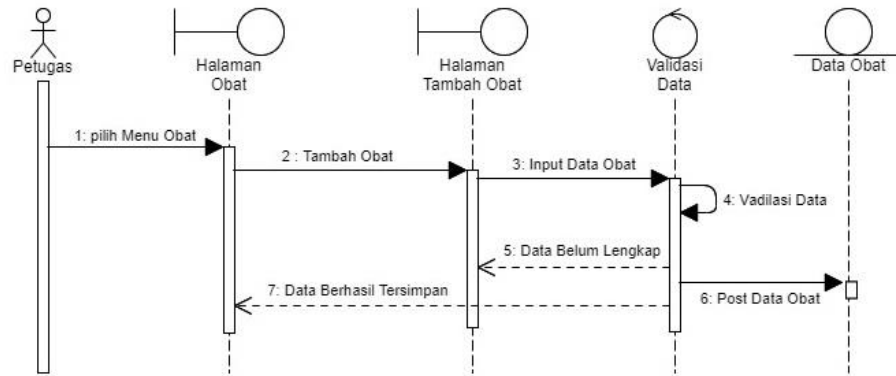 Petugas
Halaman
Obat
Halaman
Tambah Obat
Validasi
Data
Data Obat
1: pilih Menu Obat
2 : Tambah Obat
3: Input Data Obat
4: Vadilasi Data
5: Data Belum Lengkap
7: Data Berhasil Tersimpan
6: Post Data Obat